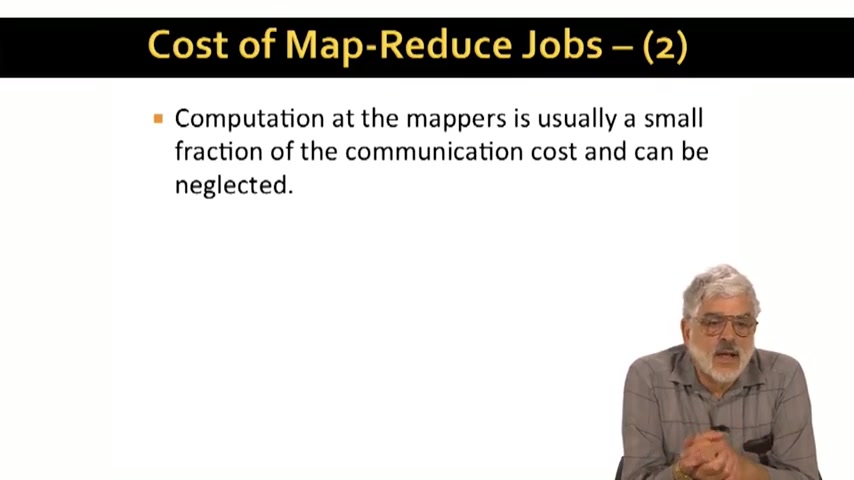 Cost of Map-Reduce Jobs – (2)
Computation at the mappers is usually a small
fraction of the communication cost and can be
neglected.